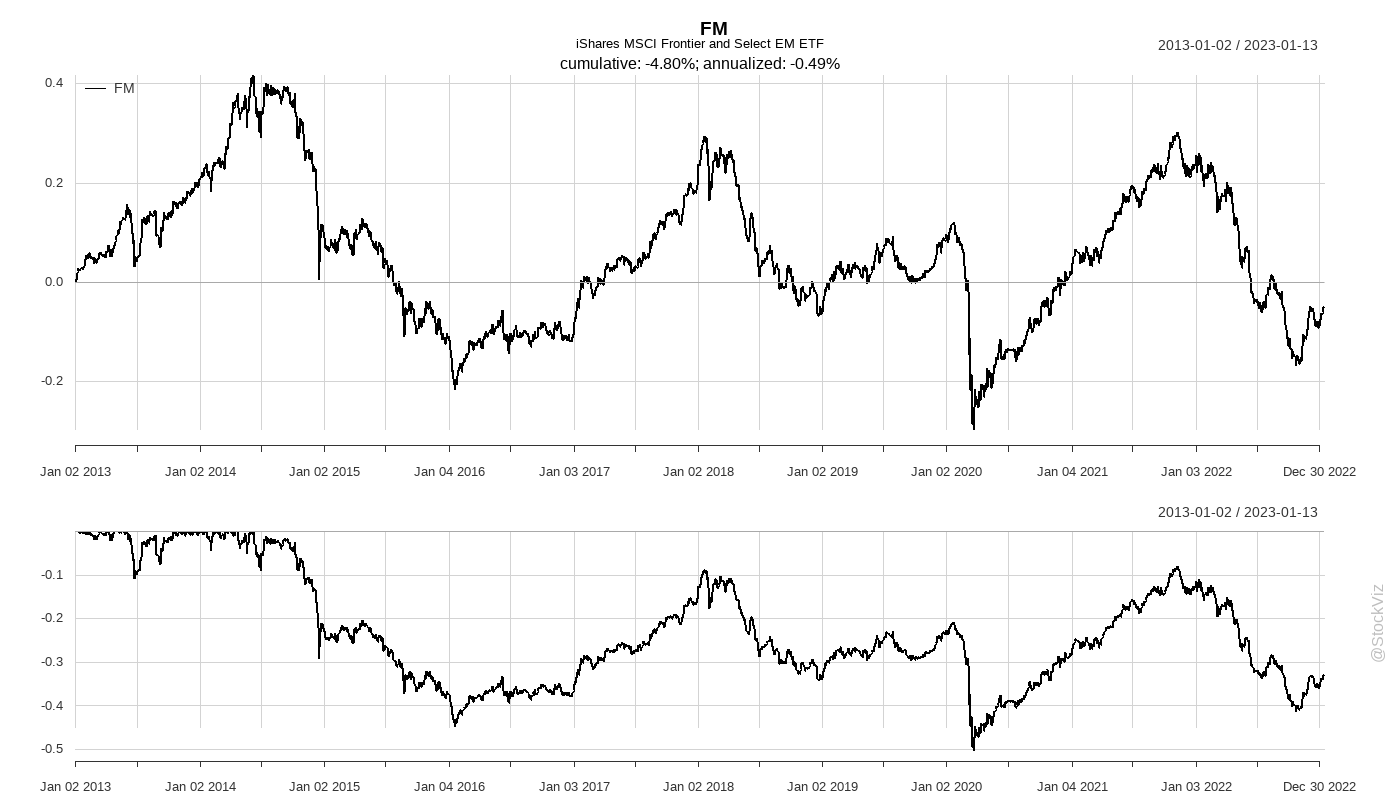 FM
iShares MSCI Frontier and Select EM ETF
cumulative: -4.80%; annualized: -0.49%
2013-01-02 / 2023-01-13
FM
0.4
0.2
0.0
-0.2
Jan 02 2013 Jan 02 2014 Jan 02 2015 Jan 04 2016 Jan 03 2017 Jan 02 2018 Jan 02 2019 Jan 02 2020 Jan 04 2021 Jan 03 2022 Dec 30 2022
2013-01-02 / 2023-01-13
-0.1
-0.2
-0.3
-0.4
-0.5
Jan 02 2013 Jan 02 2014 Jan 02 2015 Jan 04 2016 Jan 03 2017 Jan 02 2018 Jan 02 2019 Jan 02 2020 Jan 04 2021 Jan 03 2022 Dec 30 2022
@StockViz